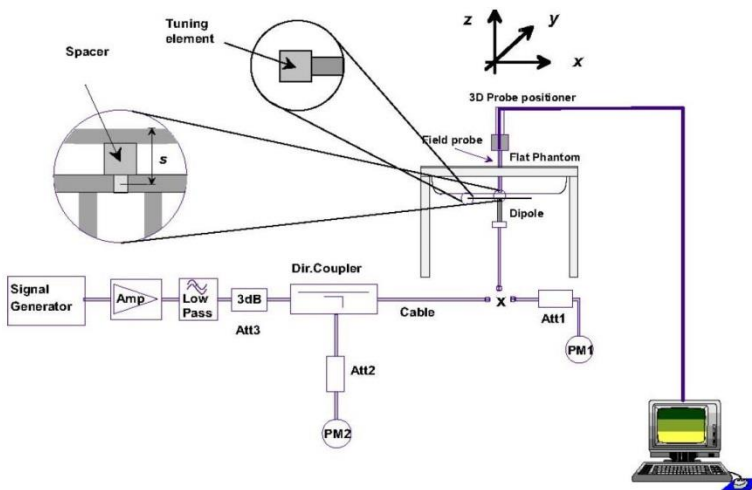 Tuning
element
Spacer
s
z
y
x
3D Probe positioner
Field probe
Flat Phantom
Dipole
Signal
Generator
Amp
Low
Pass
3dB
Att3
Dir.Coupler
Cable
x
Att1
PM1
Att2
PM2